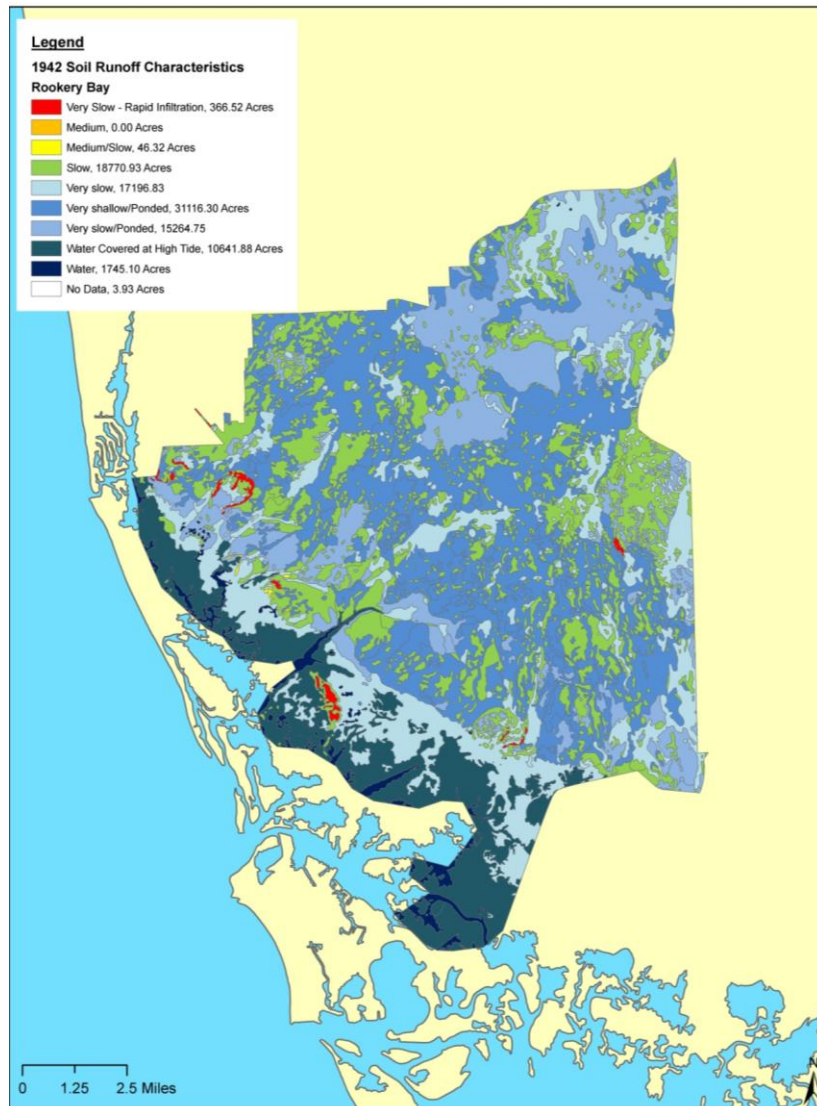 Legend
1942 Soil Runoff Characteristics
Rookery Bay
Very Slow - Rapid Infiltration, 366.52 Acres
Medium, 0.00 Acres
Medium/Slow, 46.32 Acres
Slow, 18770.93 Acres
Very slow, 17196.83
Very shallow/Ponded, 31116.30 Acres
Very slow/Ponded, 15264.75
Water Covered at High Tide, 10641.88 Acres
Water, 1745.10 Acres
No Data, 3.93 Acres
N
0 1.25 2.5 Miles